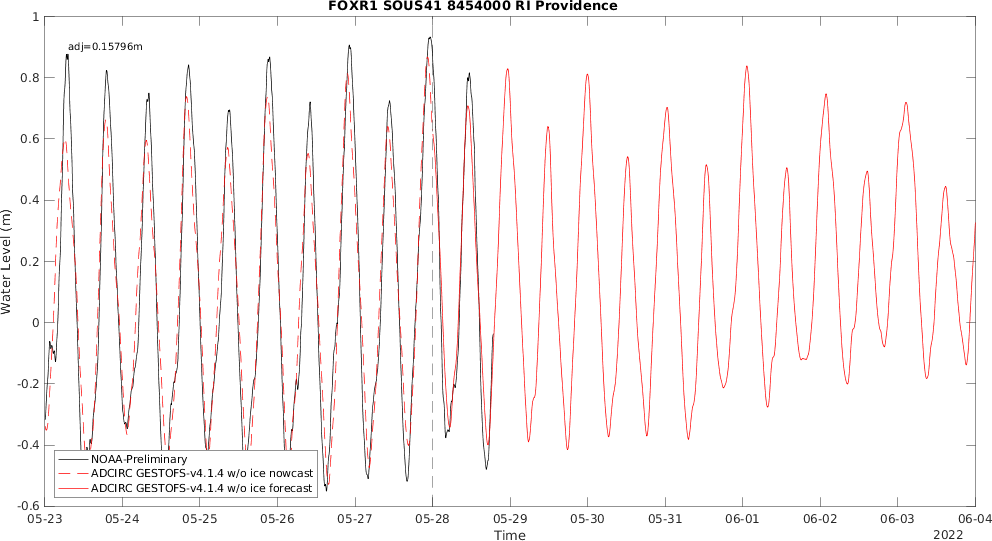 FOXR1 SOUS41 8454000 RI Providence
adj=0.15796m
1
0.8
0.6
0.4
0.2
0
-0.2
-0.4
-0.6
Water Level (m)
NOAA-Preliminary
ADCIRC GESTOFS-v4.1.4 w/o ice nowcast
ADCIRC GESTOFS-v4.1.4 w/o ice forecast
05-23 05-24 05-25 05-26 05-27 05-28 05-29 05-30 05-31 06-01 06-02 06-03 06-04
Time
2022